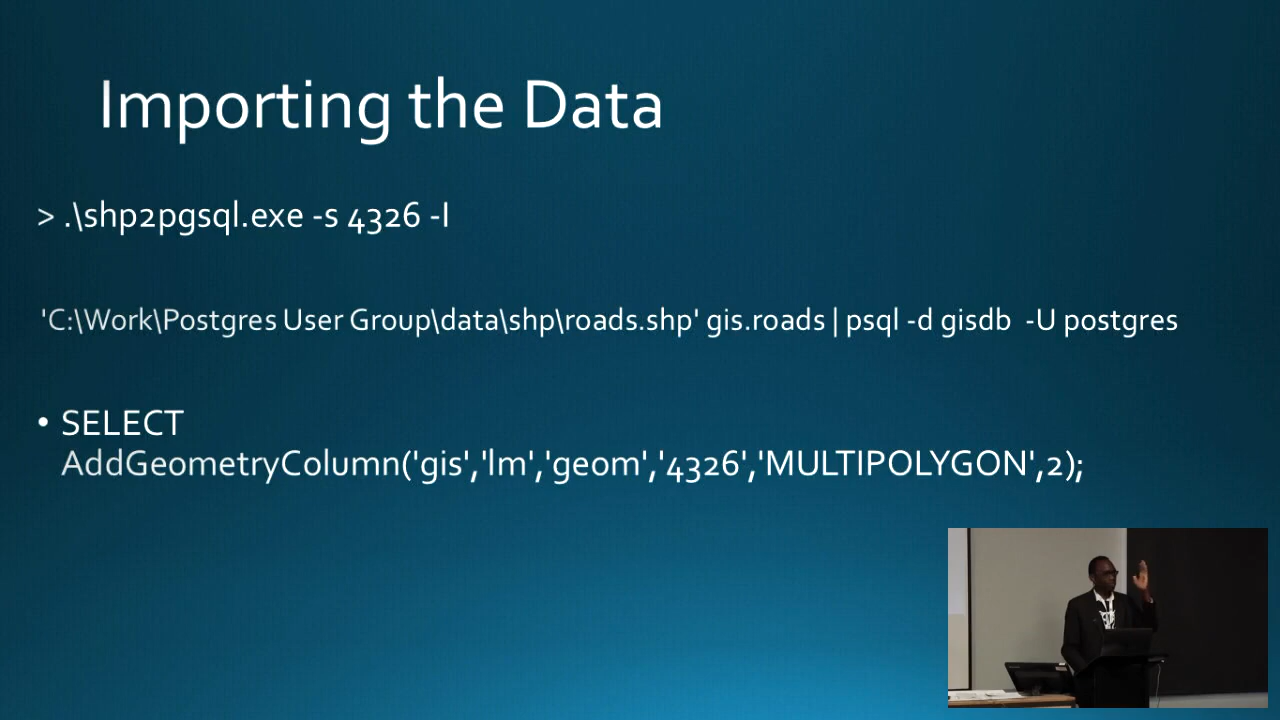 Importing the Data
> .\shp2pgsql.exe -s 4326 -I
'C:\Work\Postgres User Group\data\shp\roads.shp' gis.roads | psql -d gisdb -U postgres
• SELECT
AddGeometryColumn('gis','lm','geom','4326','MULTIPOLYGON',2);